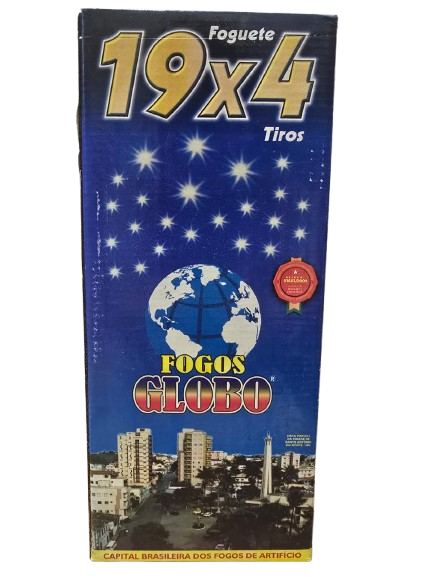 Foguete
19x4
Tiros
FOGOS
GLOBO
CAPITAL BRASILEIRA DOS FOGOS DE ARTIFÍCIO